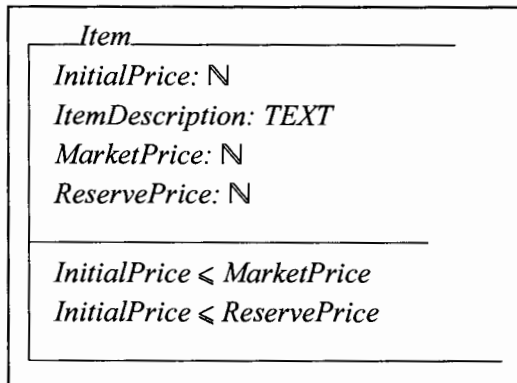 Item
InitialPrice: ℕ
ItemDescription: TEXT
MarketPrice: ℕ
ReservePrice: ℕ
InitialPrice ⩽ MarketPrice
InitialPrice ⩽ ReservePrice